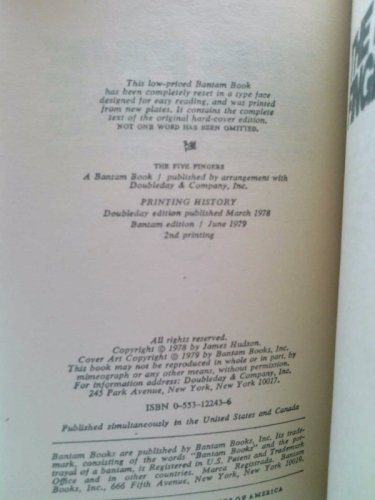 This low-priced Bantam Book
has been completely reset in a type face
designed for easy reading, and was printed
from new plates. It contains the complete
text of the original hard-cover edition.
NOT ONE WORD HAS BEEN OMITTED.
THE FIVE FINGERS
A Bantam Book / published by arrangement with
Doubleday & Company, Inc.
PRINTING HISTORY
Doubleday edition published March 1978
Bantam edition / June 1979
2nd printing
All rights reserved.
Copyright © 1978 by James Hudson.
Cover Art Copyright © 1979 by Bantam Books, Inc.
This book may not be reproduced in whole or in part, by
mimeograph or any other means, without permission.
For information address: Doubleday & Company, Inc.
245 Park Avenue, New York, New York 10017.
ISBN 0-553-12243-6
Published simultaneously in the United States and Canada
Bantam Books are published by Bantam Books, Inc. Its trade-
mark, consisting of the words "Bantam Books" and the por-
trayal of a bantam, is Registered in U.S. Patent and Trademark
Office and in other countries. Marca Registrada. Bantam
Books, Inc., 666 Fifth Avenue, New York, New York 10019.
OF AMERICA